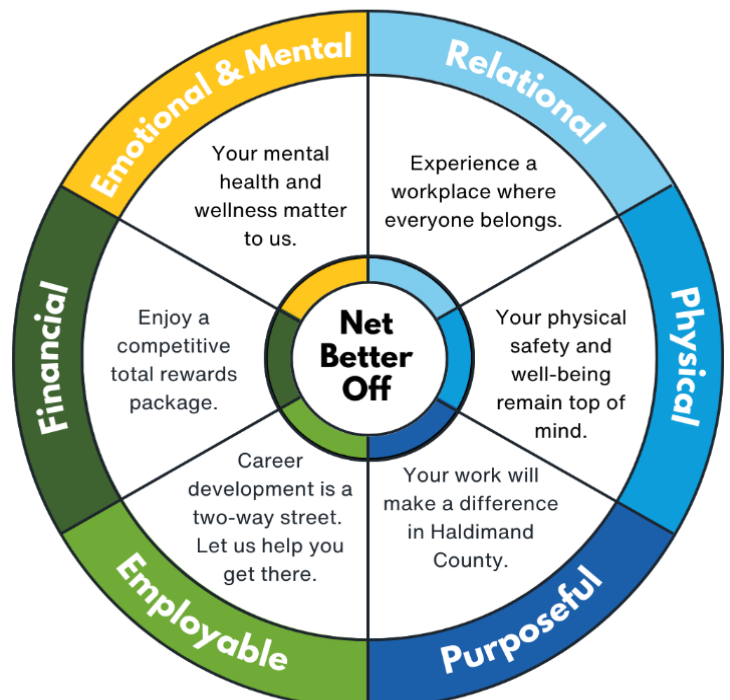 Emotional & Mental
Your mental
health and
wellness matter
to us.
Relational
Experience a
workplace where
everyone belongs.
Physical
Your physical
safety and
well-being
remain top of
mind.
Purposeful
Your work will
make a difference
in Haldimand
County.
Employable
Career
development is a
two-way street.
Let us help you
get there.
Financial
Enjoy a
competitive
total rewards
package.
Net
Better
Off